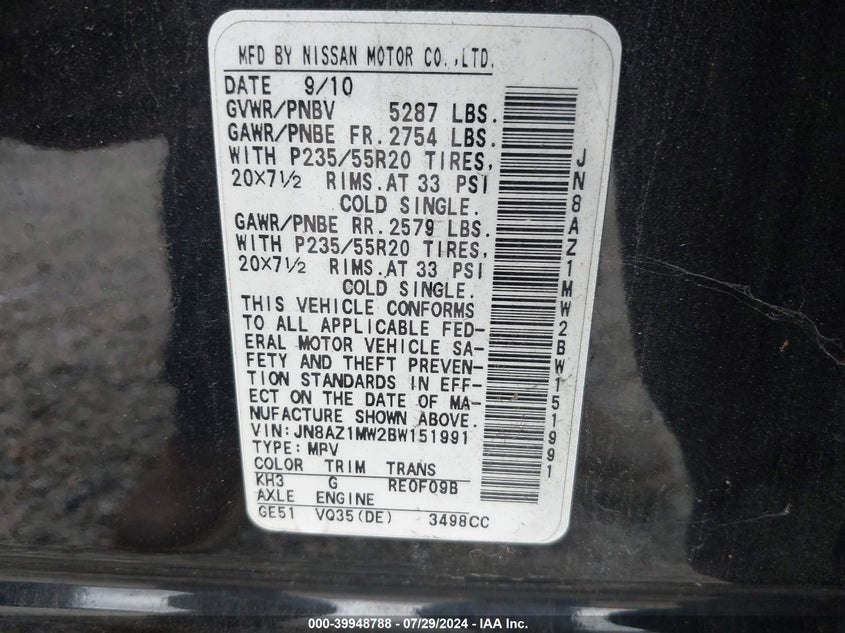 MFD BY NISSAN MOTOR CO.,LTD.
DATE 9/10
GVWR/PNBV 5287 LBS.
GAWR/PNBE FR. 2754 LBS.
WITH P235/55R20 TIRES,
20X7½ RIMS. AT 33 PSI
COLD SINGLE.
GAWR/PNBE RR. 2579 LBS.
WITH P235/55R20 TIRES,
20X7½ RIMS. AT 33 PSI
COLD SINGLE.
THIS VEHICLE CONFORMS
TO ALL APPLICABLE FED-
ERAL MOTOR VEHICLE SA-
FETY AND THEFT PREVEN-
TION STANDARDS IN EFF-
ECT ON THE DATE OF MA-
NUFACTURE SHOWN ABOVE.
VIN:JN8AZ1MW2BW151991
TYPE:MPV
COLOR TRIM TRANS
KH3 G RE0F09B
AXLE ENGINE
GE51 VQ35(DE) 3498CC
JN8AZ1MW2BW151991
000-39948788 - 07/29/2024 - IAA Inc.